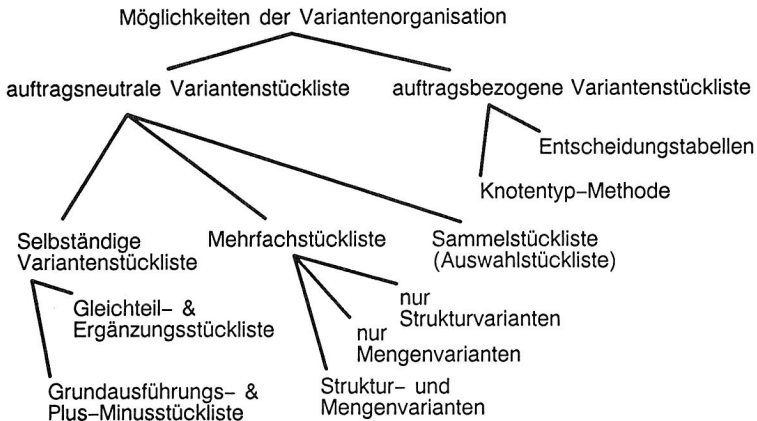 Möglichkeiten der Variantenorganisation
auftragsneutrale Variantenstückliste
auftragsbezogene Variantenstückliste
Entscheidungstabellen
Knotentyp-Methode
Selbständige
Variantenstückliste
Mehrfachstückliste
Sammelstückliste
(Auswahlstückliste)
Gleichteil- &
Ergänzungsstückliste
Grundausführungs- &
Plus-Minusstückliste
nur
Strukturvarianten
nur
Mengenvarianten
Struktur- und
Mengenvarianten